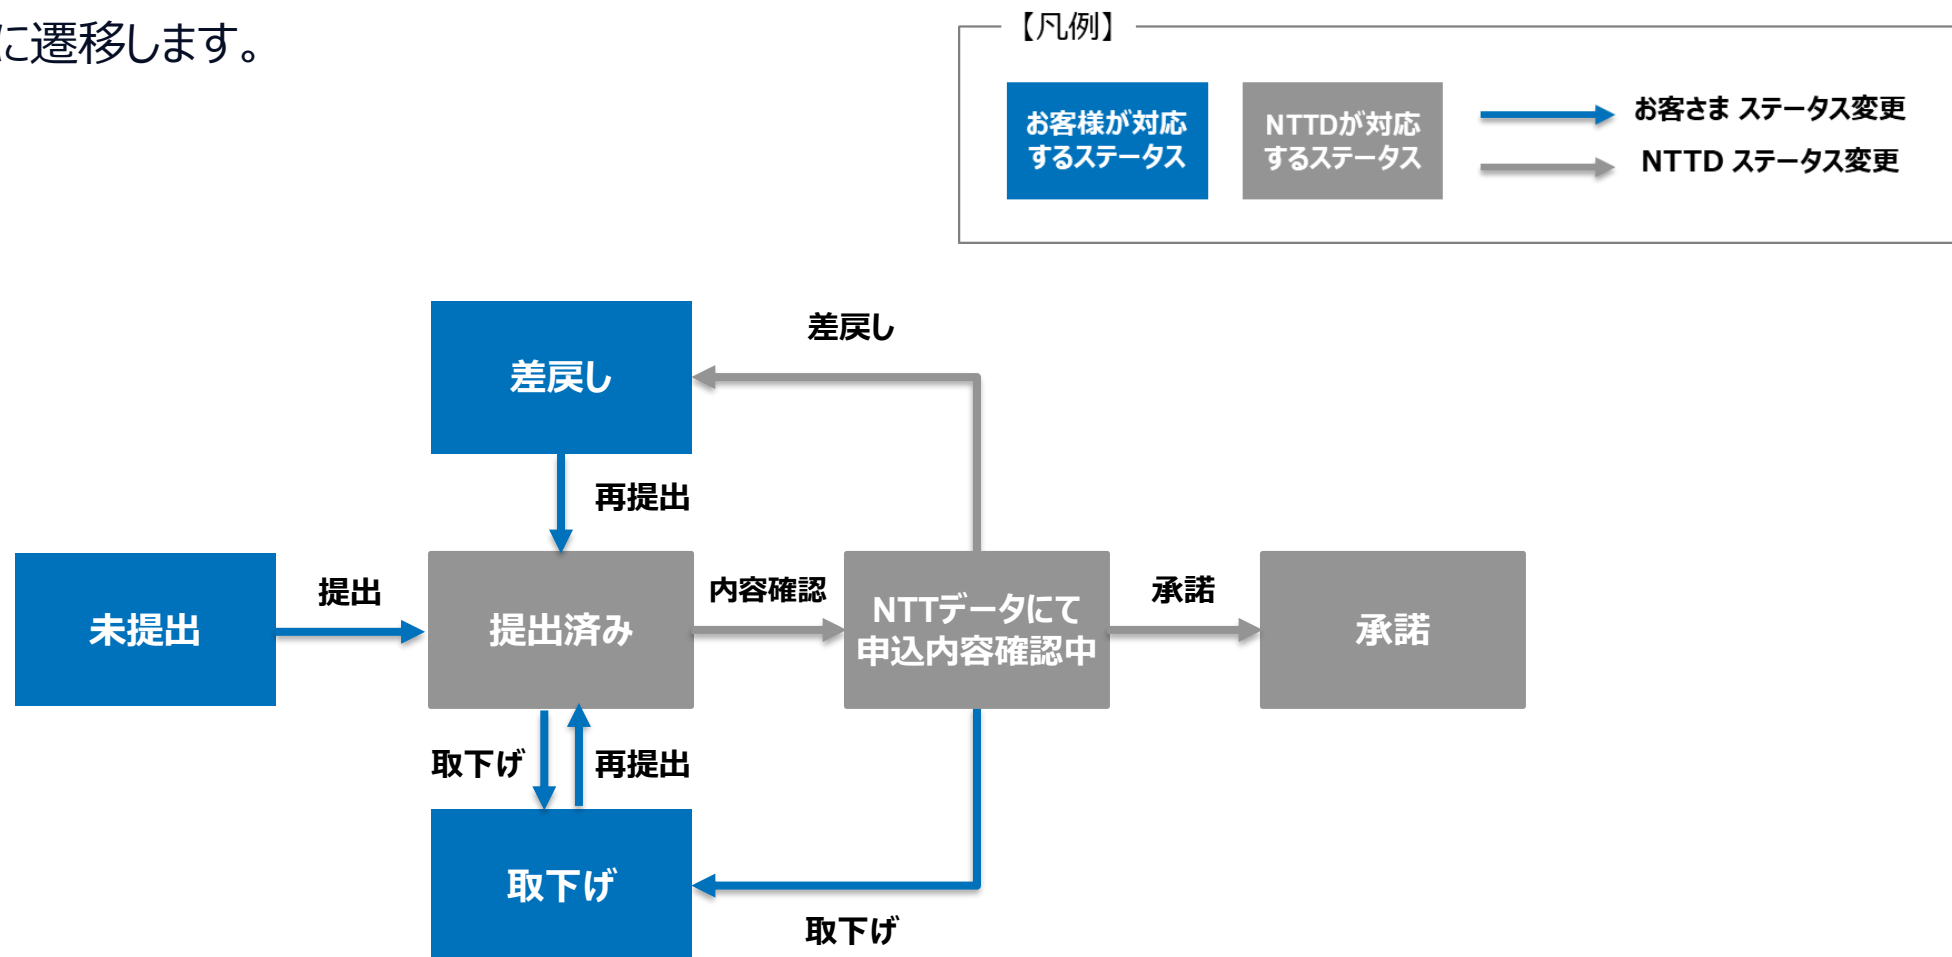 に遷移します。
【凡例】
お客様が対応
するステータス
NTTDが対応
するステータス
お客さま ステータス変更
NTTD ステータス変更
差戻し
差戻し
再提出
未提出
提出
提出済み
内容確認
NTTデータにて
申込内容確認中
承諾
承諾
取下げ
再提出
取下げ
取下げ